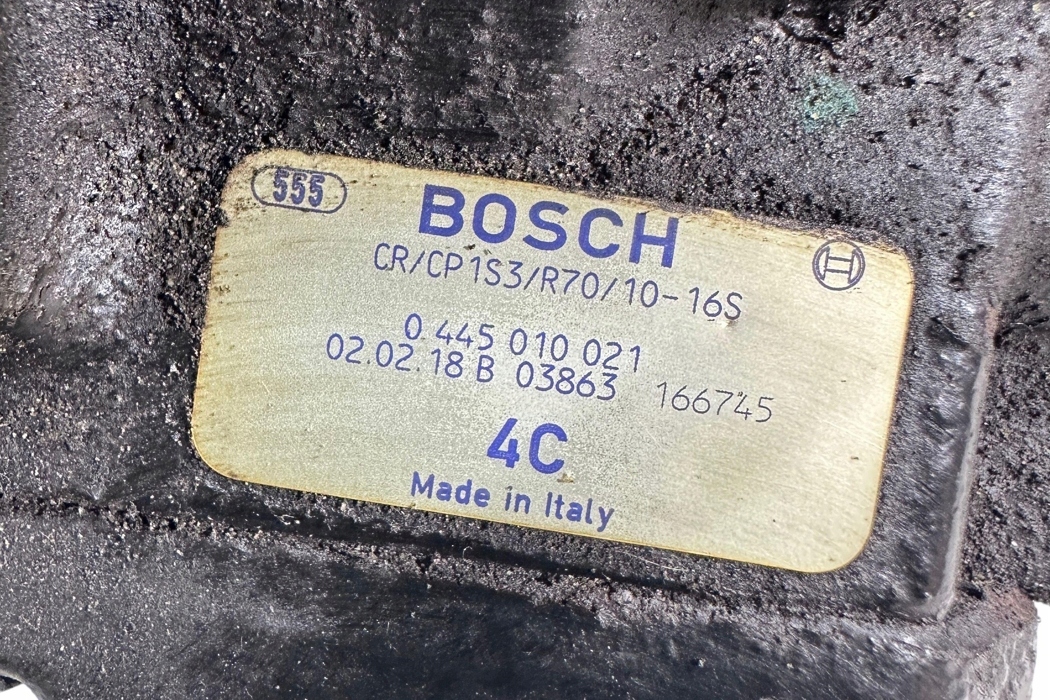 555
BOSCH
CR/CP1S3/R70/10-16S
0 445 010 021
02.02.18 B 03863 166745
4C
Made in Italy